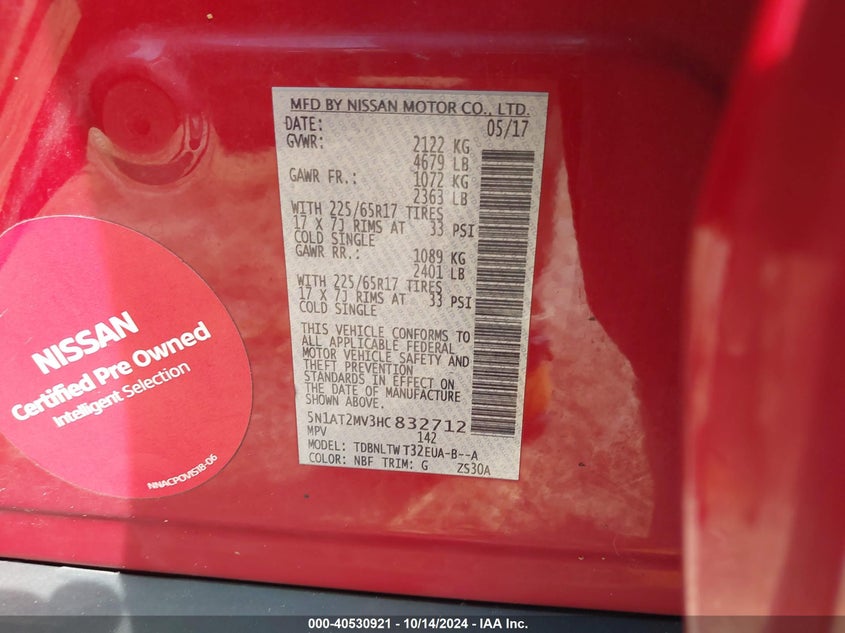 MFD BY NISSAN MOTOR CO., LTD.
DATE: 05/17
GVWR: 2122 KG
4679 LB
GAWR FR.: 1072 KG
2363 LB
WITH 225/65R17 TIRES
17 X 7J RIMS AT 33 PSI
COLD SINGLE
GAWR RR.: 1089 KG
2401 LB
WITH 225/65R17 TIRES
17 X 7J RIMS AT 33 PSI
COLD SINGLE
THIS VEHICLE CONFORMS TO
ALL APPLICABLE FEDERAL
MOTOR VEHICLE SAFETY AND
THEFT PREVENTION
STANDARDS IN EFFECT ON
THE DATE OF MANUFACTURE
SHOWN ABOVE.
5N1AT2MV3HC832712
MPV 142
MODEL: TDBNLTW T32EUA-B--A
COLOR: NBF TRIM: G ZS30A
NISSAN
Certified Pre Owned
Intelligent Selection
NNACPOVIS18-06
000-40530921 - 10/14/2024 - IAA Inc.